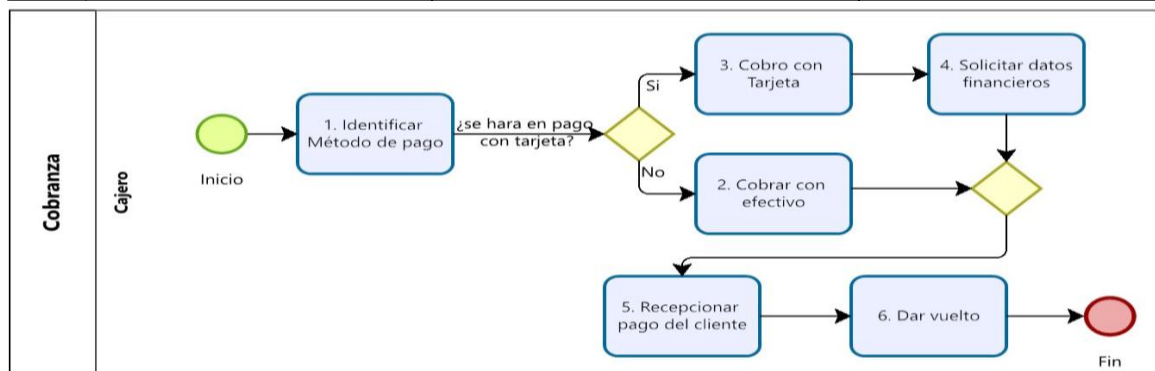 Cobranza
Cajero
Inicio
1. Identificar
Método de pago
¿se hara en pago
con tarjeta?
Si
No
3. Cobro con
Tarjeta
4. Solicitar datos
financieros
2. Cobrar con
efectivo
5. Recepcionar
pago del cliente
6. Dar vuelto
Fin